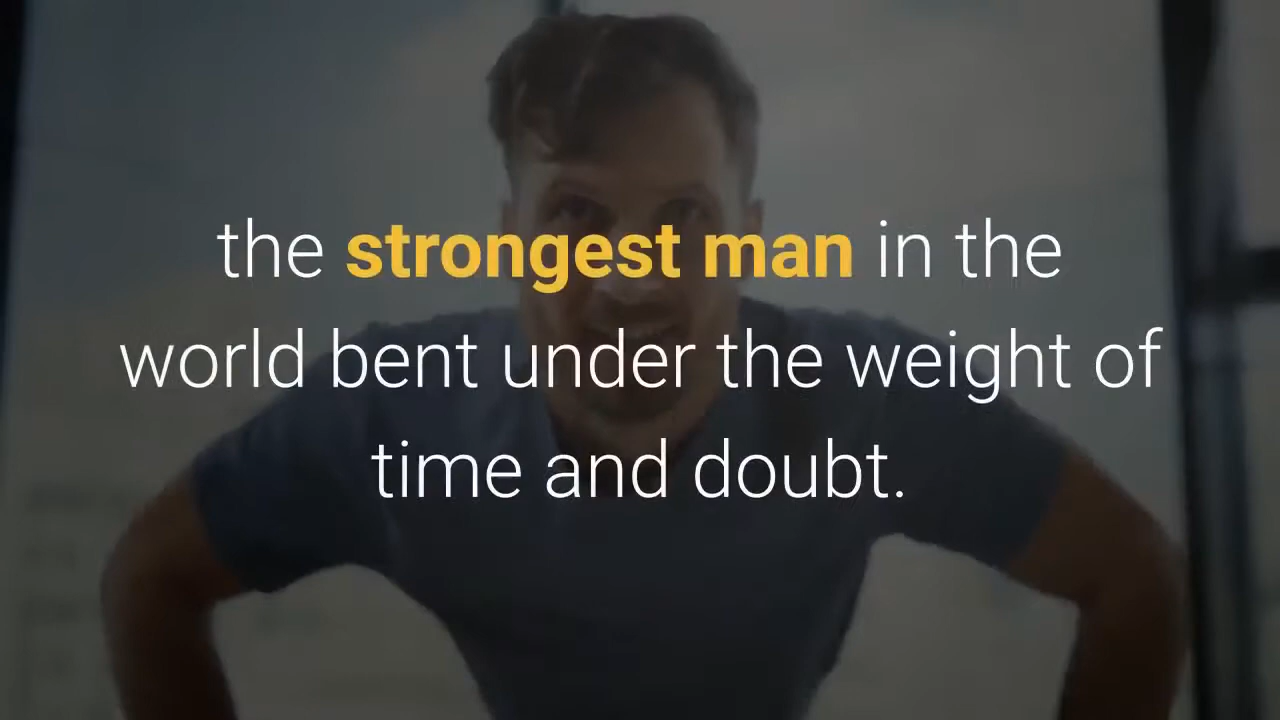 the strongest man in the
world bent under the weight of
time and doubt.